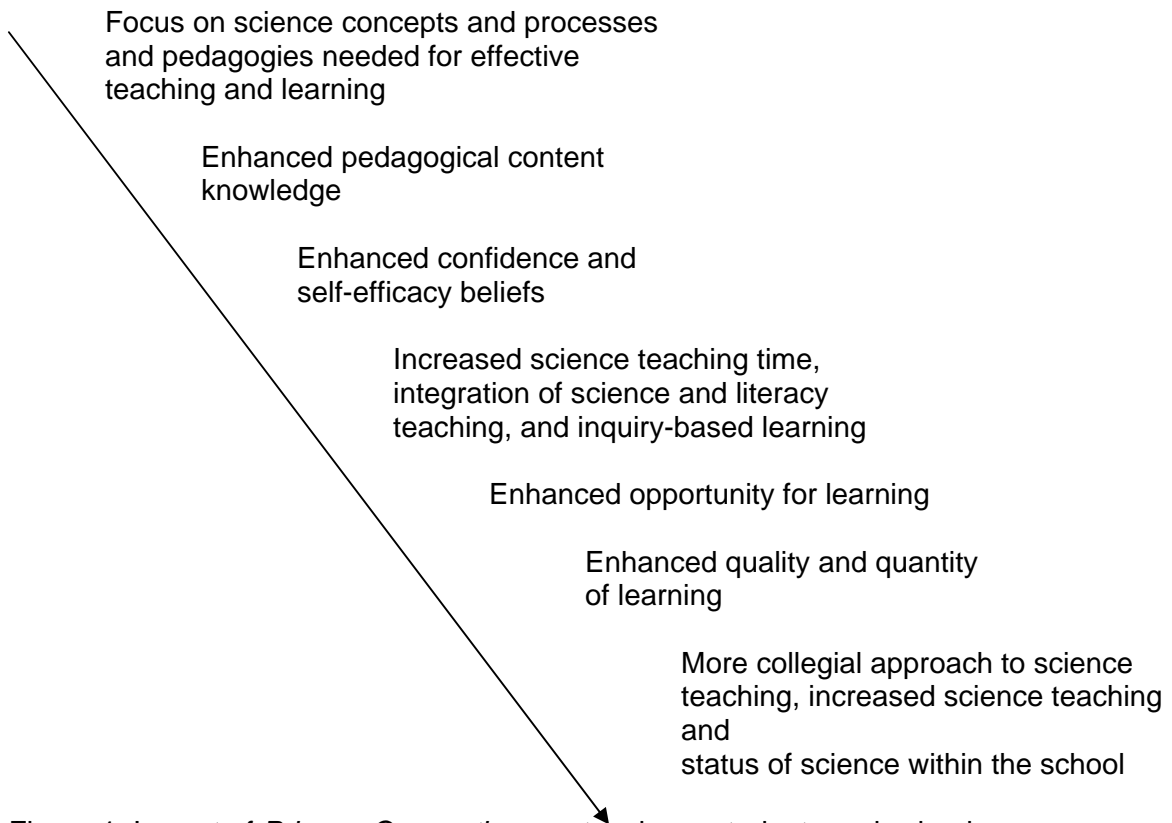 Focus on science concepts and processes
and pedagogies needed for effective
teaching and learning
Enhanced pedagogical content
knowledge
Enhanced confidence and
self-efficacy beliefs
Increased science teaching time,
integration of science and literacy
teaching, and inquiry-based learning
Enhanced opportunity for learning
Enhanced quality and quantity
of learning
More collegial approach to science
teaching, increased science teaching
and
status of science within the school